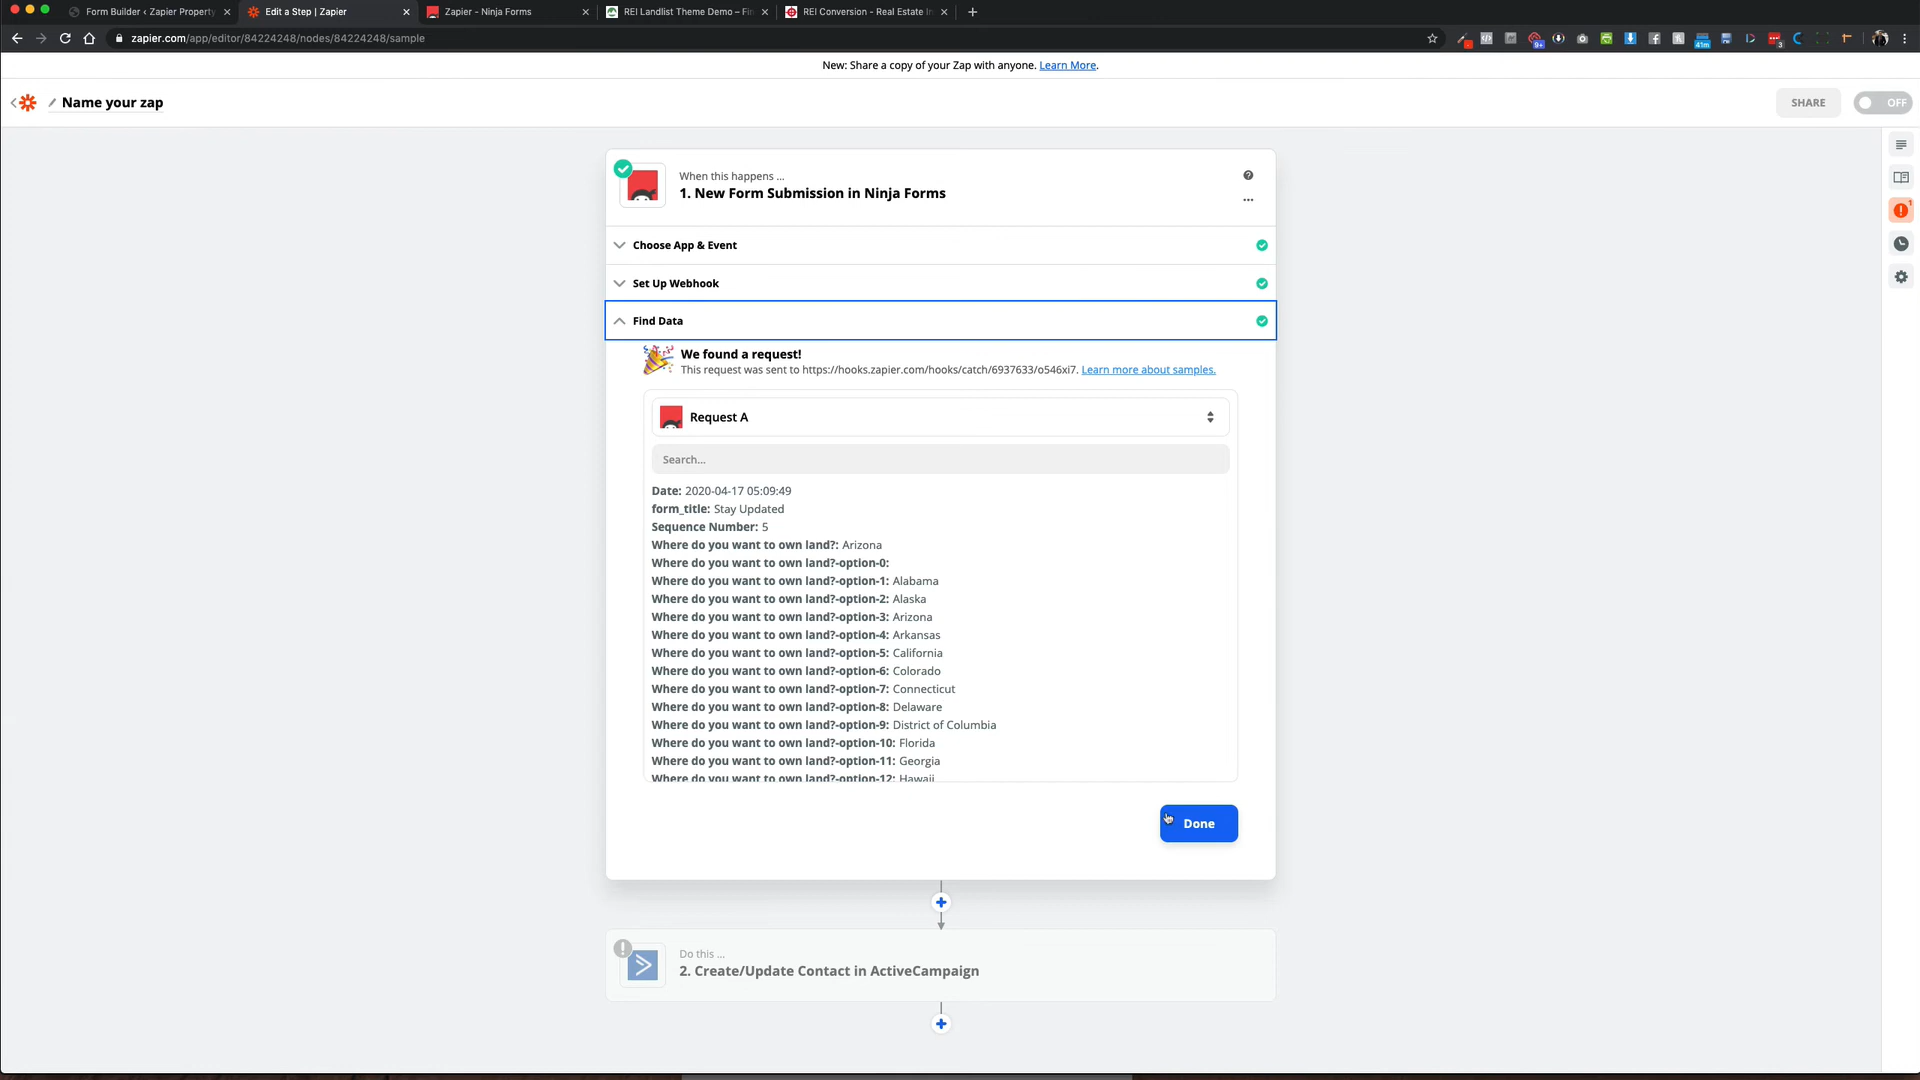 Form Builder ‹ Zapier Property
Edit a Step | Zapier
Zapier - Ninja Forms
REI Landlist Theme Demo – Fin
REI Conversion - Real Estate In
zapier.com/app/editor/84224248/nodes/84224248/sample
9+
41m
3
New: Share a copy of your Zap with anyone. Learn More.
Name your zap
SHARE
OFF
1
When this happens ...
1. New Form Submission in Ninja Forms
Choose App & Event
Set Up Webhook
Find Data
We found a request!
This request was sent to https://hooks.zapier.com/hooks/catch/6937633/o546xi7. Learn more about samples.
Request A
Search...
Date: 2020-04-17 05:09:49
form_title: Stay Updated
Sequence Number: 5
Where do you want to own land?: Arizona
Where do you want to own land?-option-0:
Where do you want to own land?-option-1: Alabama
Where do you want to own land?-option-2: Alaska
Where do you want to own land?-option-3: Arizona
Where do you want to own land?-option-4: Arkansas
Where do you want to own land?-option-5: California
Where do you want to own land?-option-6: Colorado
Where do you want to own land?-option-7: Connecticut
Where do you want to own land?-option-8: Delaware
Where do you want to own land?-option-9: District of Columbia
Where do you want to own land?-option-10: Florida
Where do you want to own land?-option-11: Georgia
Where do you want to own land?-option-12: Hawaii
Done
Do this ...
2. Create/Update Contact in ActiveCampaign